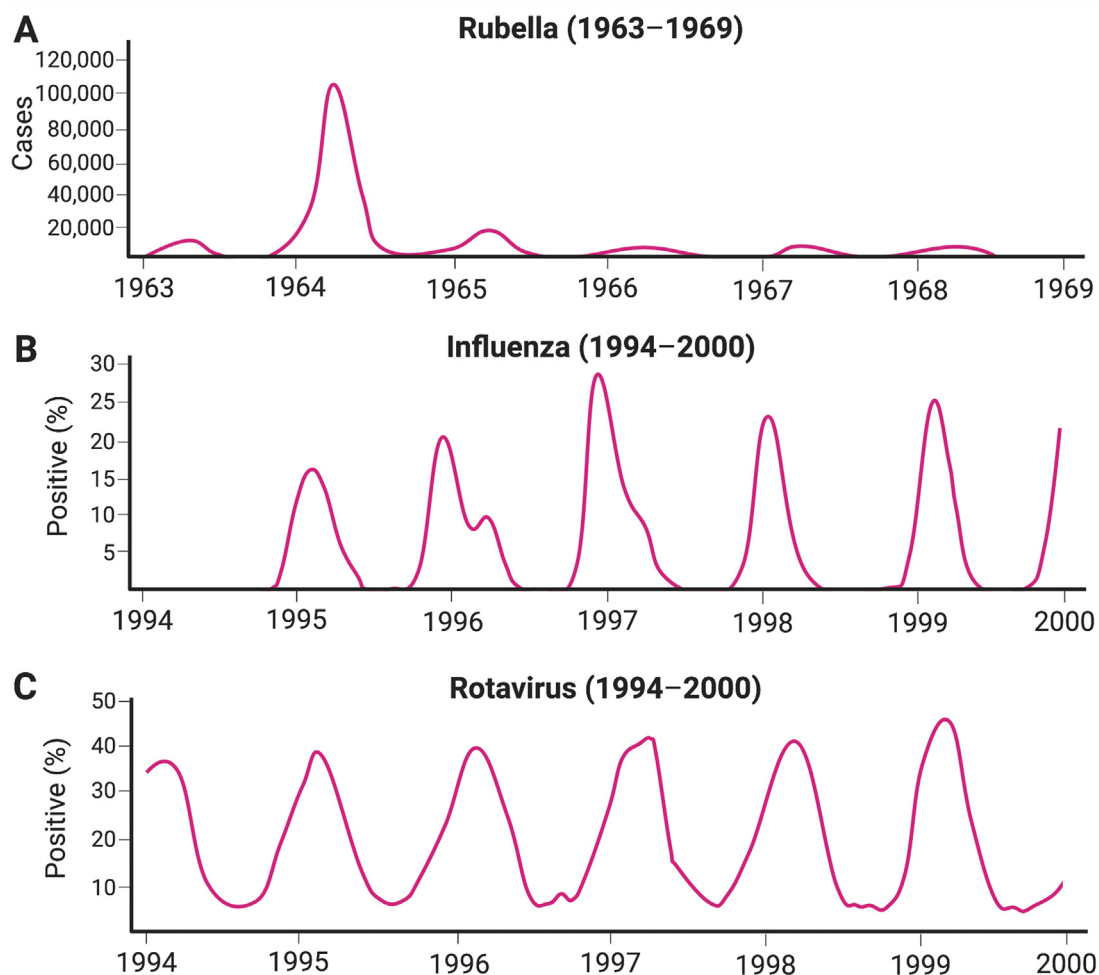 A
Rubella (1963–1969)
Cases
120,000
100,000
80,000
60,000
40,000
20,000
1963 1964 1965 1966 1967 1968 1969
B
Influenza (1994–2000)
Positive (%)
30
25
20
15
10
5
1994 1995 1996 1997 1998 1999 2000
C
Rotavirus (1994–2000)
Positive (%)
50
40
30
20
10
1994 1995 1996 1997 1998 1999 2000